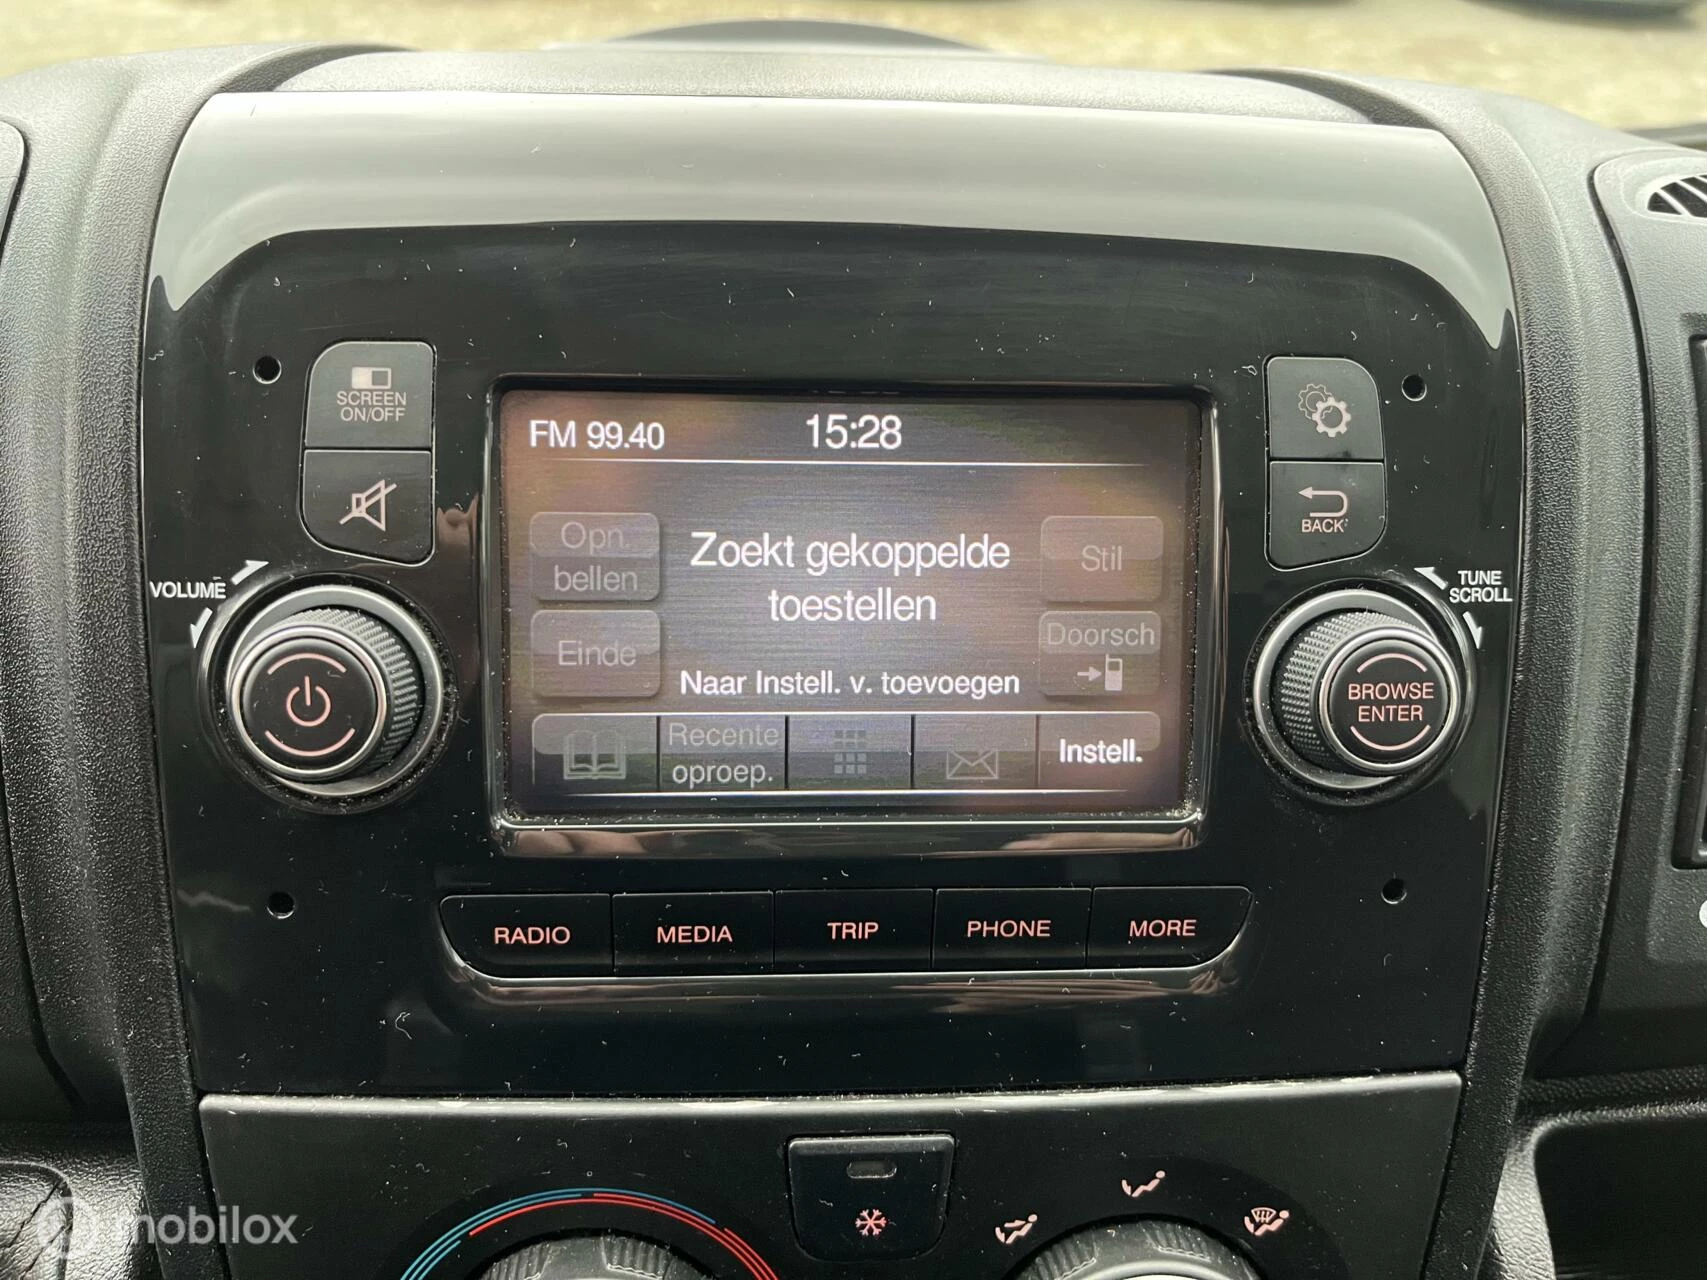 SCREEN
ON/OFF
VOLUME
FM 99.40
15:28
Opn.
bellen
Zoekt gekoppelde
toestellen
Stil
Einde
Doorsch
Naar Instell. v. toevoegen
Recente
oproep.
Instell.
BACK
TUNE
SCROLL
BROWSE
ENTER
RADIO
MEDIA
TRIP
PHONE
MORE
mobilox